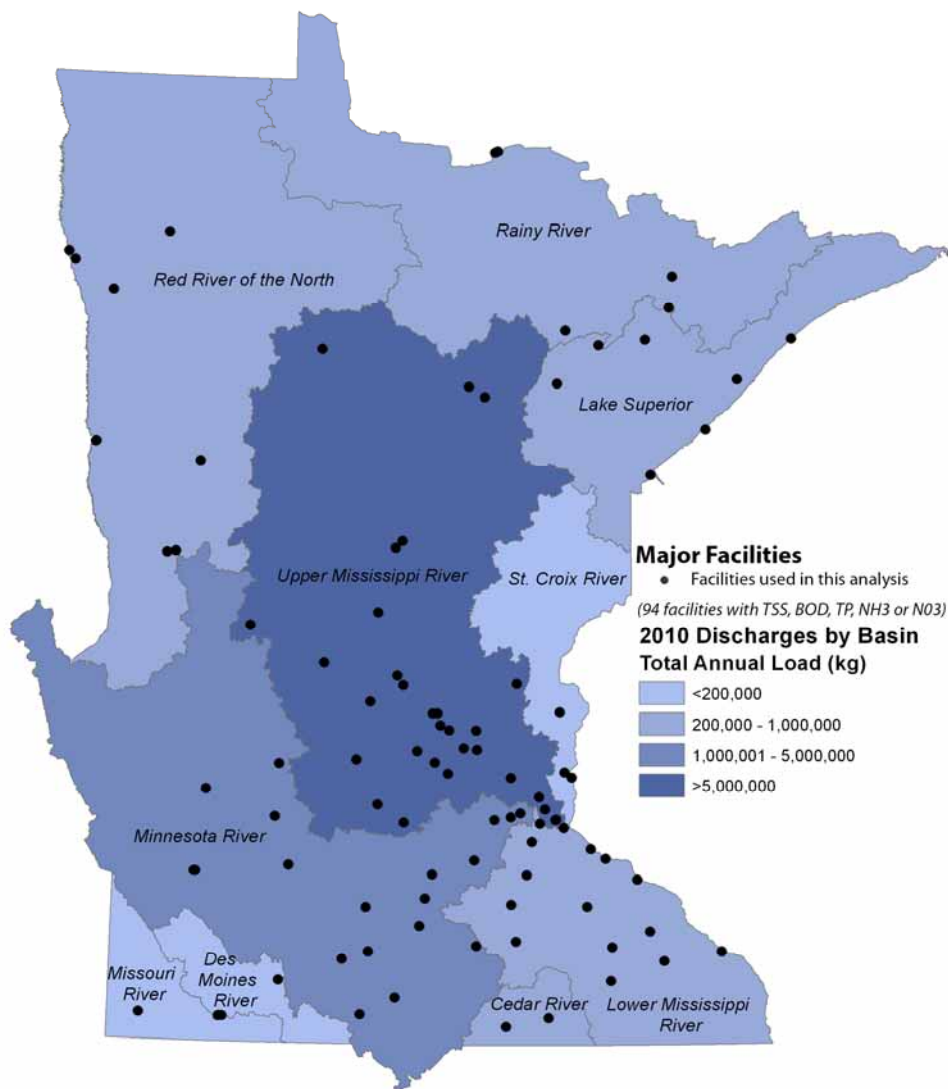 Rainy River
Red River of the North
Lake Superior
Upper Mississippi River
St. Croix River
Major Facilities
Facilities used in this analysis
(94 facilities with TSS, BOD, TP, NH3 or N03)
2010 Discharges by Basin
Total Annual Load (kg)
<200,000
200,000 - 1,000,000
1,000,001 - 5,000,000
>5,000,000
Minnesota River
Missouri
River
Des
Moines
River
Cedar River
Lower Mississippi
River